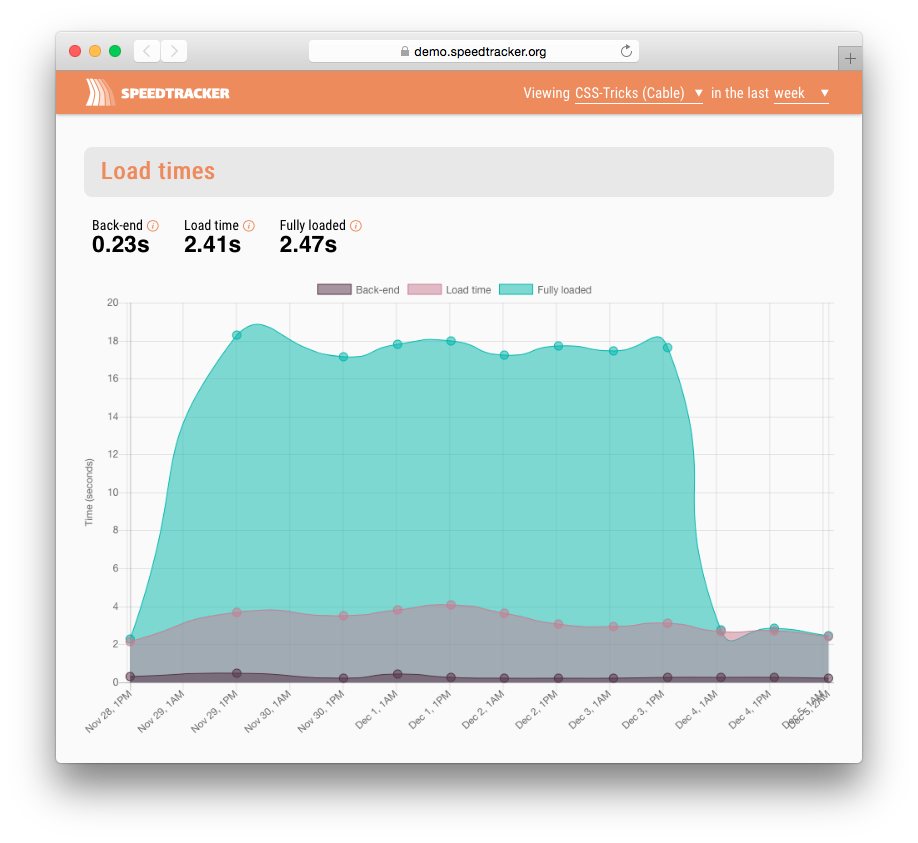 demo.speedtracker.org
SPEEDTRACKER
Viewing CSS-Tricks (Cable) ▼ in the last week ▼
Load times
Back-end Load time Fully loaded
0.23s 2.41s 2.47s
Back-end Load time Fully loaded
20
18
16
14
12
10
8
6
4
2
0
Time (seconds)
Nov 28, 1PM
Nov 29, 1AM
Nov 29, 1PM
Nov 30, 1AM
Nov 30, 1PM
Dec 1, 1AM
Dec 1, 1PM
Dec 2, 1AM
Dec 2, 1PM
Dec 3, 1AM
Dec 3, 1PM
Dec 4, 1AM
Dec 4, 1PM
Dec 5, 1AM
Dec 5, 2AM